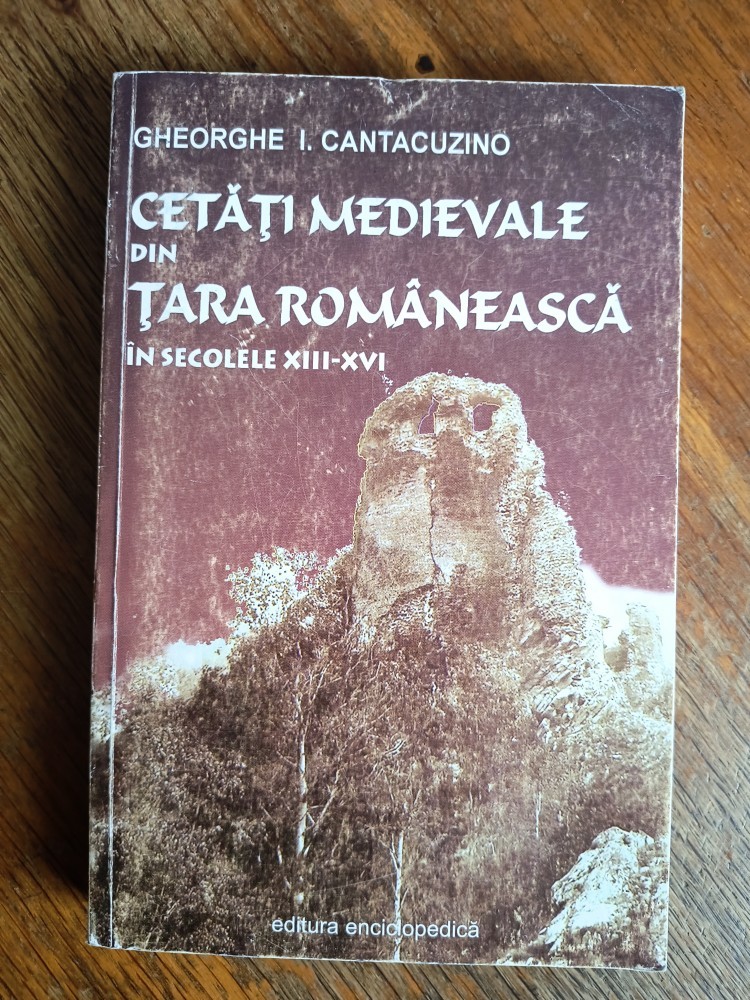 GHEORGHE I. CANTACUZINO
CETĂŢI MEDIEVALE
DIN
ŢARA ROMÂNEASCĂ
ÎN SECOLELE XIII-XVI
editura enciclopedică